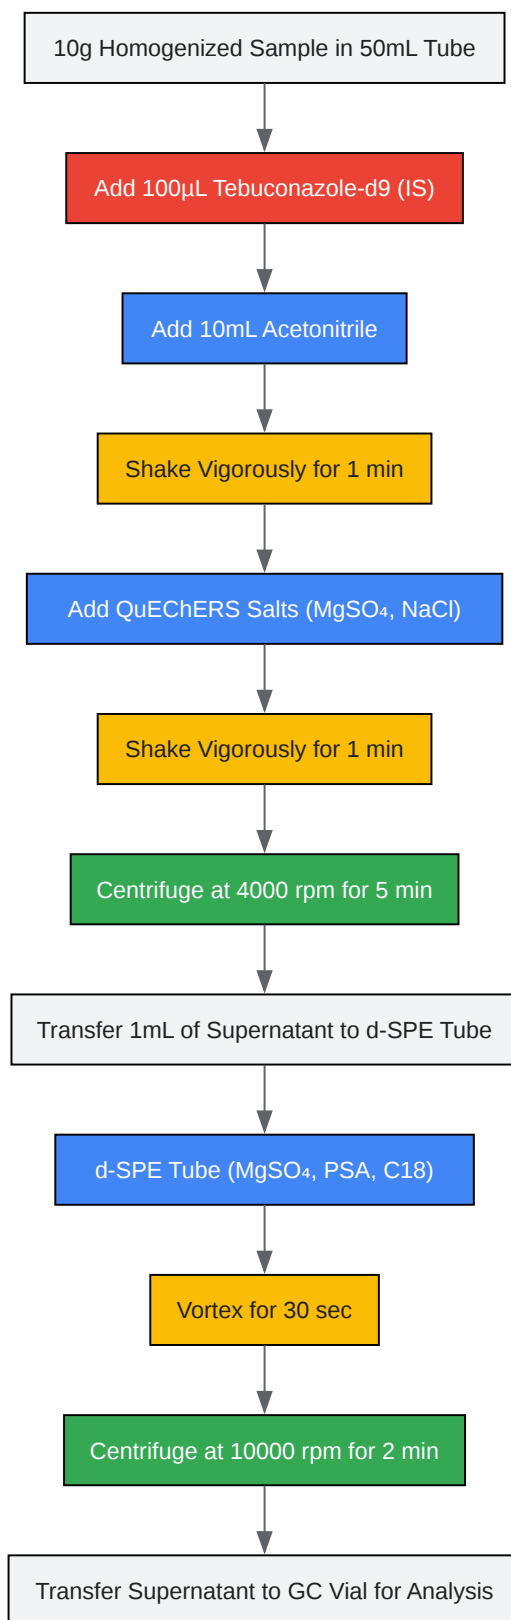 10g Homogenized Sample in 50mL Tube
Add 100µL Tebuconazole-d9 (IS)
Add 10mL Acetonitrile
Shake Vigorously for 1 min
Add QuEChERS Salts (MgSO₄, NaCl)
Shake Vigorously for 1 min
Centrifuge at 4000 rpm for 5 min
Transfer 1mL of Supernatant to d-SPE Tube
d-SPE Tube (MgSO₄, PSA, C18)
Vortex for 30 sec
Centrifuge at 10000 rpm for 2 min
Transfer Supernatant to GC Vial for Analysis